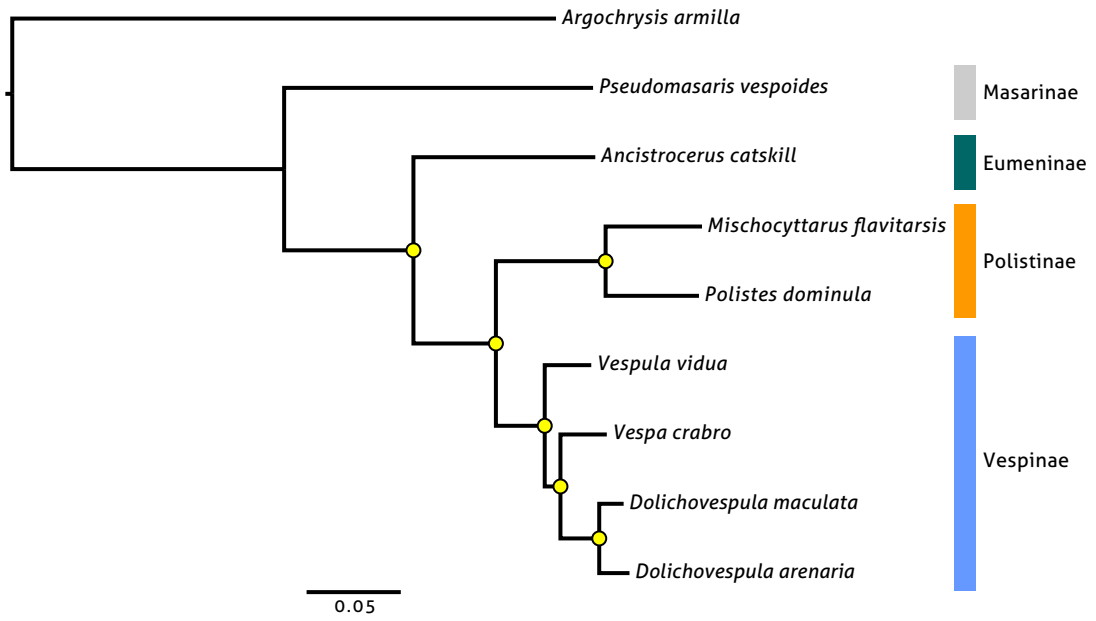 Argochrysis armilla
Pseudomasaris vespoides
Masarinae
Ancistrocerus catskill
Eumeninae
Mischocyttarus flavitarsis
Polistinae
Polistes dominula
Vespula vidua
Vespa crabro
Vespinae
Dolichovespula maculata
Dolichovespula arenaria
0.05